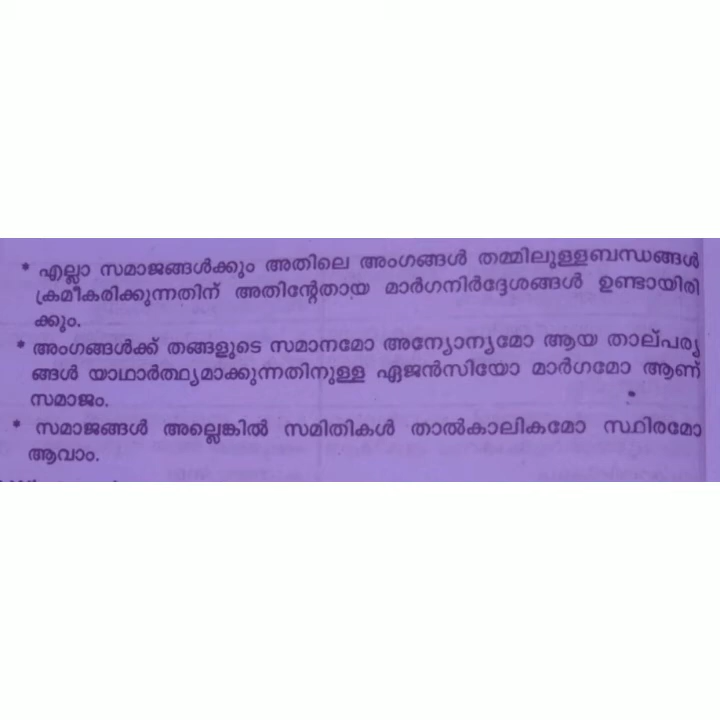 * എല്ലാ സമാജങ്ങൾക്കും അതിലെ അംഗങ്ങൾ തമ്മിലുള്ളബന്ധങ്ങൾ
ക്രമീകരിക്കുന്നതിന് അതിന്റേതായ മാർഗനിർദ്ദേശങ്ങൾ ഉണ്ടായിരി
ക്കും.
* അംഗങ്ങൾക്ക് തങ്ങളുടെ സമാനമോ അന്യോന്യമോ ആയ താല്പര്യ
ങ്ങൾ യാഥാർത്ഥ്യമാക്കുന്നതിനുള്ള ഏജൻസിയോ മാർഗമോ ആണ്
സമാജം.
* സമാജങ്ങൾ അല്ലെങ്കിൽ സമിതികൾ താൽകാലികമോ സ്ഥിരമോ
ആവാം.